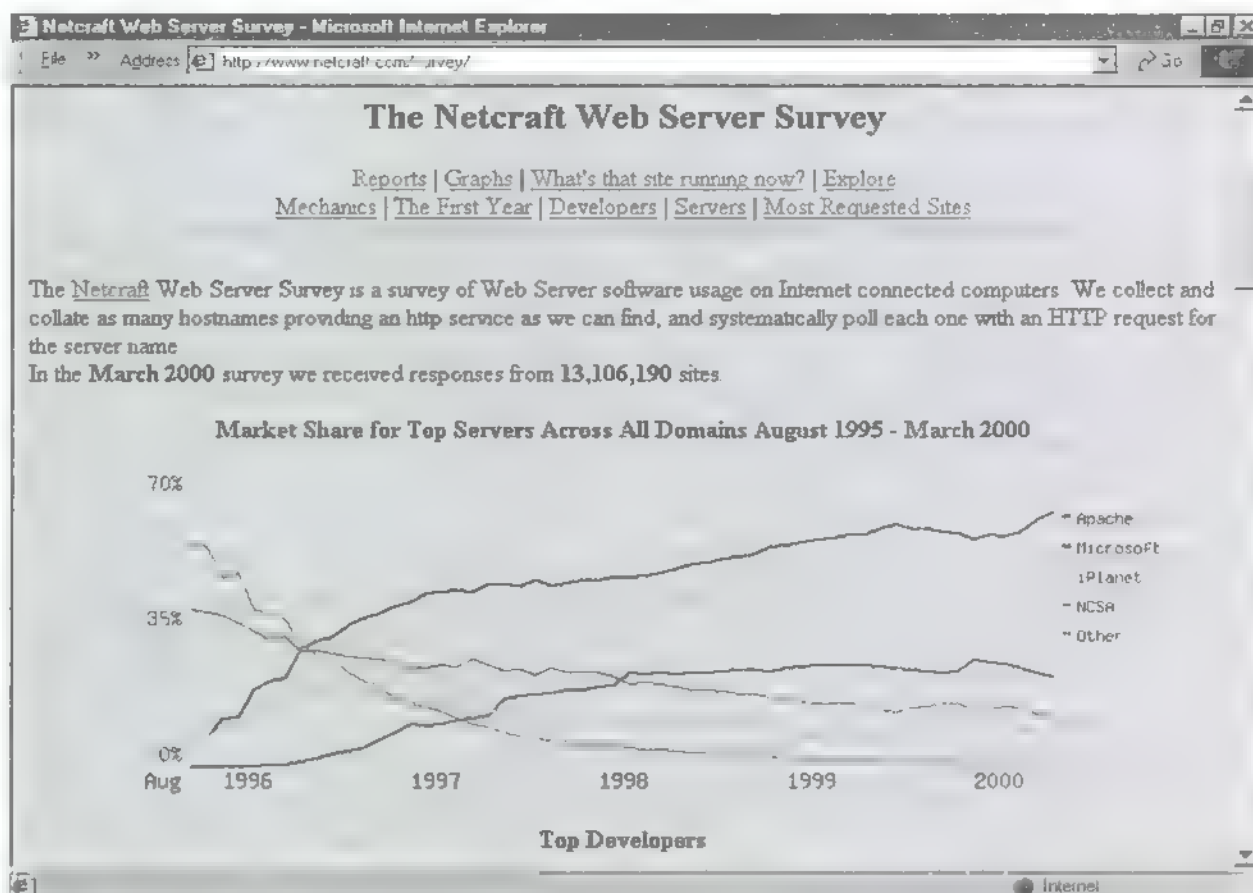 Netcraft Web Server Survey - Microsoft Internet Explorer
File >> Address http://www.netcraft.com/survey/ Go
The Netcraft Web Server Survey
Reports | Graphs | What's that site running now? | Explore
Mechanics | The First Year | Developers | Servers | Most Requested Sites
The Netcraft Web Server Survey is a survey of Web Server software usage on Internet connected computers. We collect and
collate as many hostnames providing an http service as we can find, and systematically poll each one with an HTTP request for
the server name
In the March 2000 survey we received responses from 13,106,190 sites.
Market Share for Top Servers Across All Domains August 1995 - March 2000
70%
Apache
Microsoft
iPlanet
35%
NCSA
Other
0%
Aug 1996 1997 1998 1999 2000
Top Developers
Internet